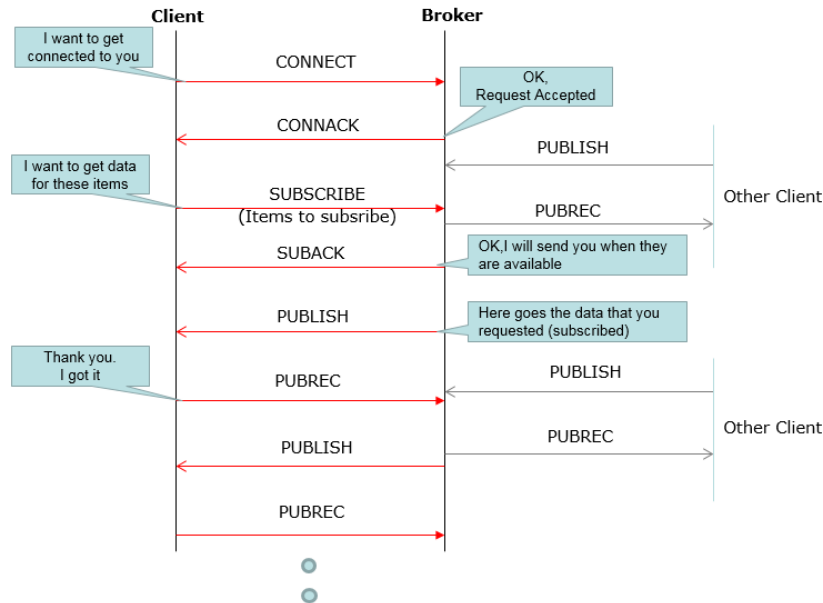 Client
Broker
I want to get
connected to you
CONNECT
OK,
Request Accepted
CONNACK
PUBLISH
I want to get data
for these items
SUBSCRIBE
(Items to subsribe)
Other Client
PUBREC
OK,I will send you when they
are available
SUBACK
Here goes the data that you
requested (subscribed)
PUBLISH
Thank you.
I got it
PUBREC
PUBLISH
Other Client
PUBREC
PUBLISH
PUBREC